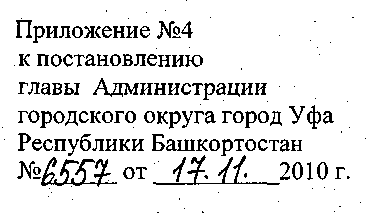 Приложение №4
к постановлению
главы Администрации
городского округа город Уфа
Республики Башкортостан
№6557 от 17.11. 2010 г.